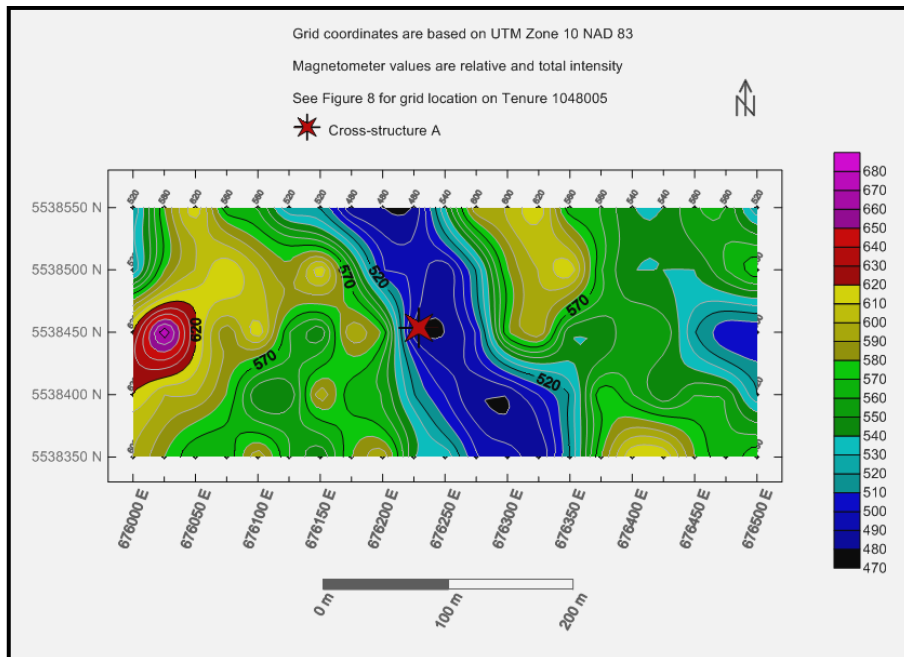 Grid coordinates are based on UTM Zone 10 NAD 83
Magnetometer values are relative and total intensity
See Figure 8 for grid location on Tenure 1048005
N
Cross-structure A
5538550 N
5538500 N
5538450 N
5538400 N
5538350 N
570
520
570
620
570
520
680
670
660
640
630
620
610
600
590
580
570
560
550
540
530
520
510
500
490
480
470
676000 E
676050 E
676100 E
676150 E
676200 E
676250 E
676300 E
676350 E
676400 E
676450 E
676500 E
0 m
100 m
200 m